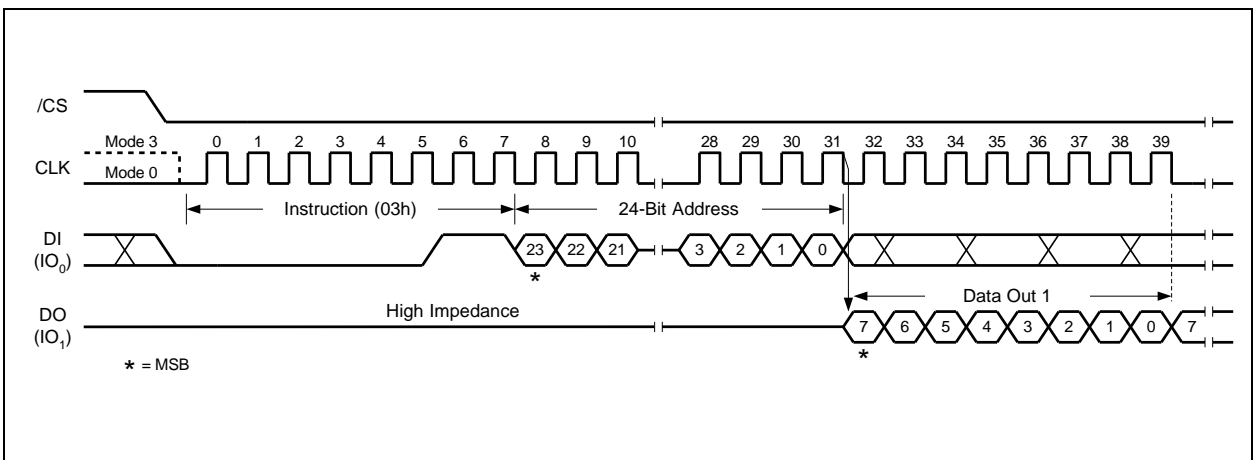 /CS
Mode 3 0 1 2 3 4 5 6 7 8 9 10 28 29 30 31 32 33 34 35 36 37 38 39
CLK
Mode 0
Instruction (03h) 24-Bit Address
DI
(IO0) 23 22 21 3 2 1 0
*
Data Out 1
High Impedance
DO
(IO1) 7 6 5 4 3 2 1 0 7
*
* = MSB